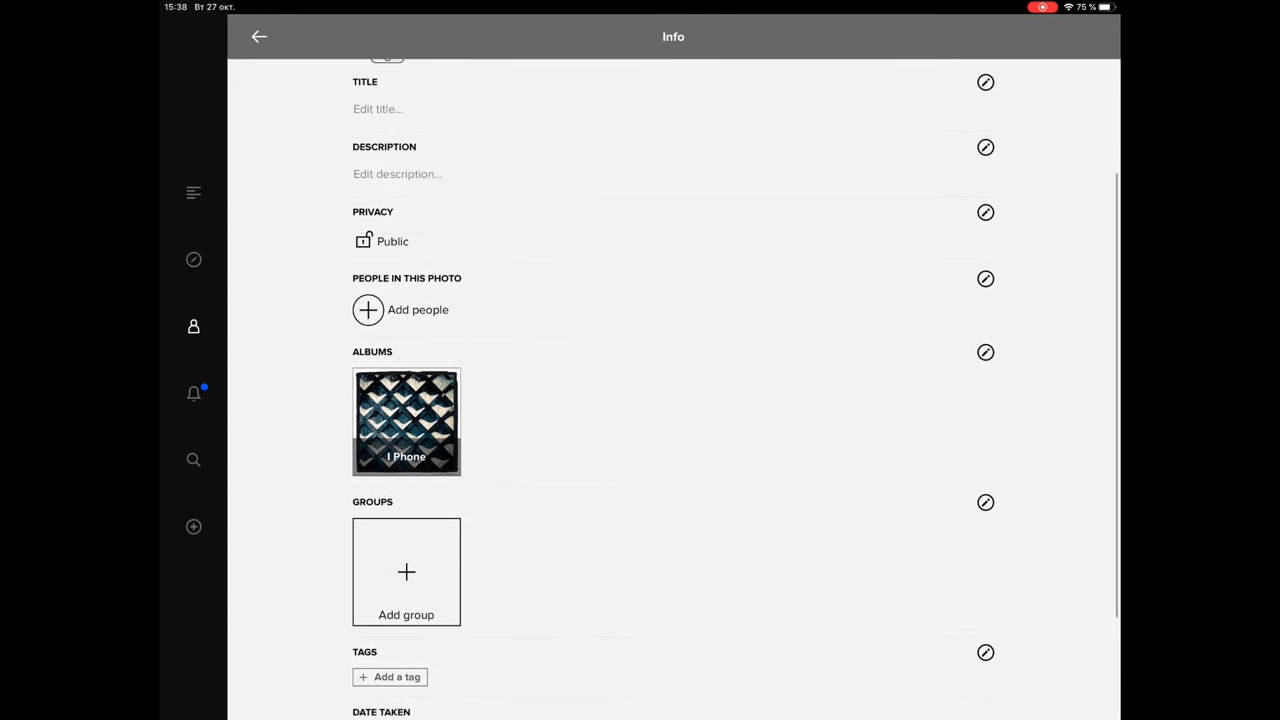 15:38 Вт 27 окт.
75 %
Info
TITLE
Edit title...
DESCRIPTION
Edit description...
PRIVACY
Public
PEOPLE IN THIS PHOTO
Add people
ALBUMS
I Phone
GROUPS
Add group
TAGS
+ Add a tag
DATE TAKEN